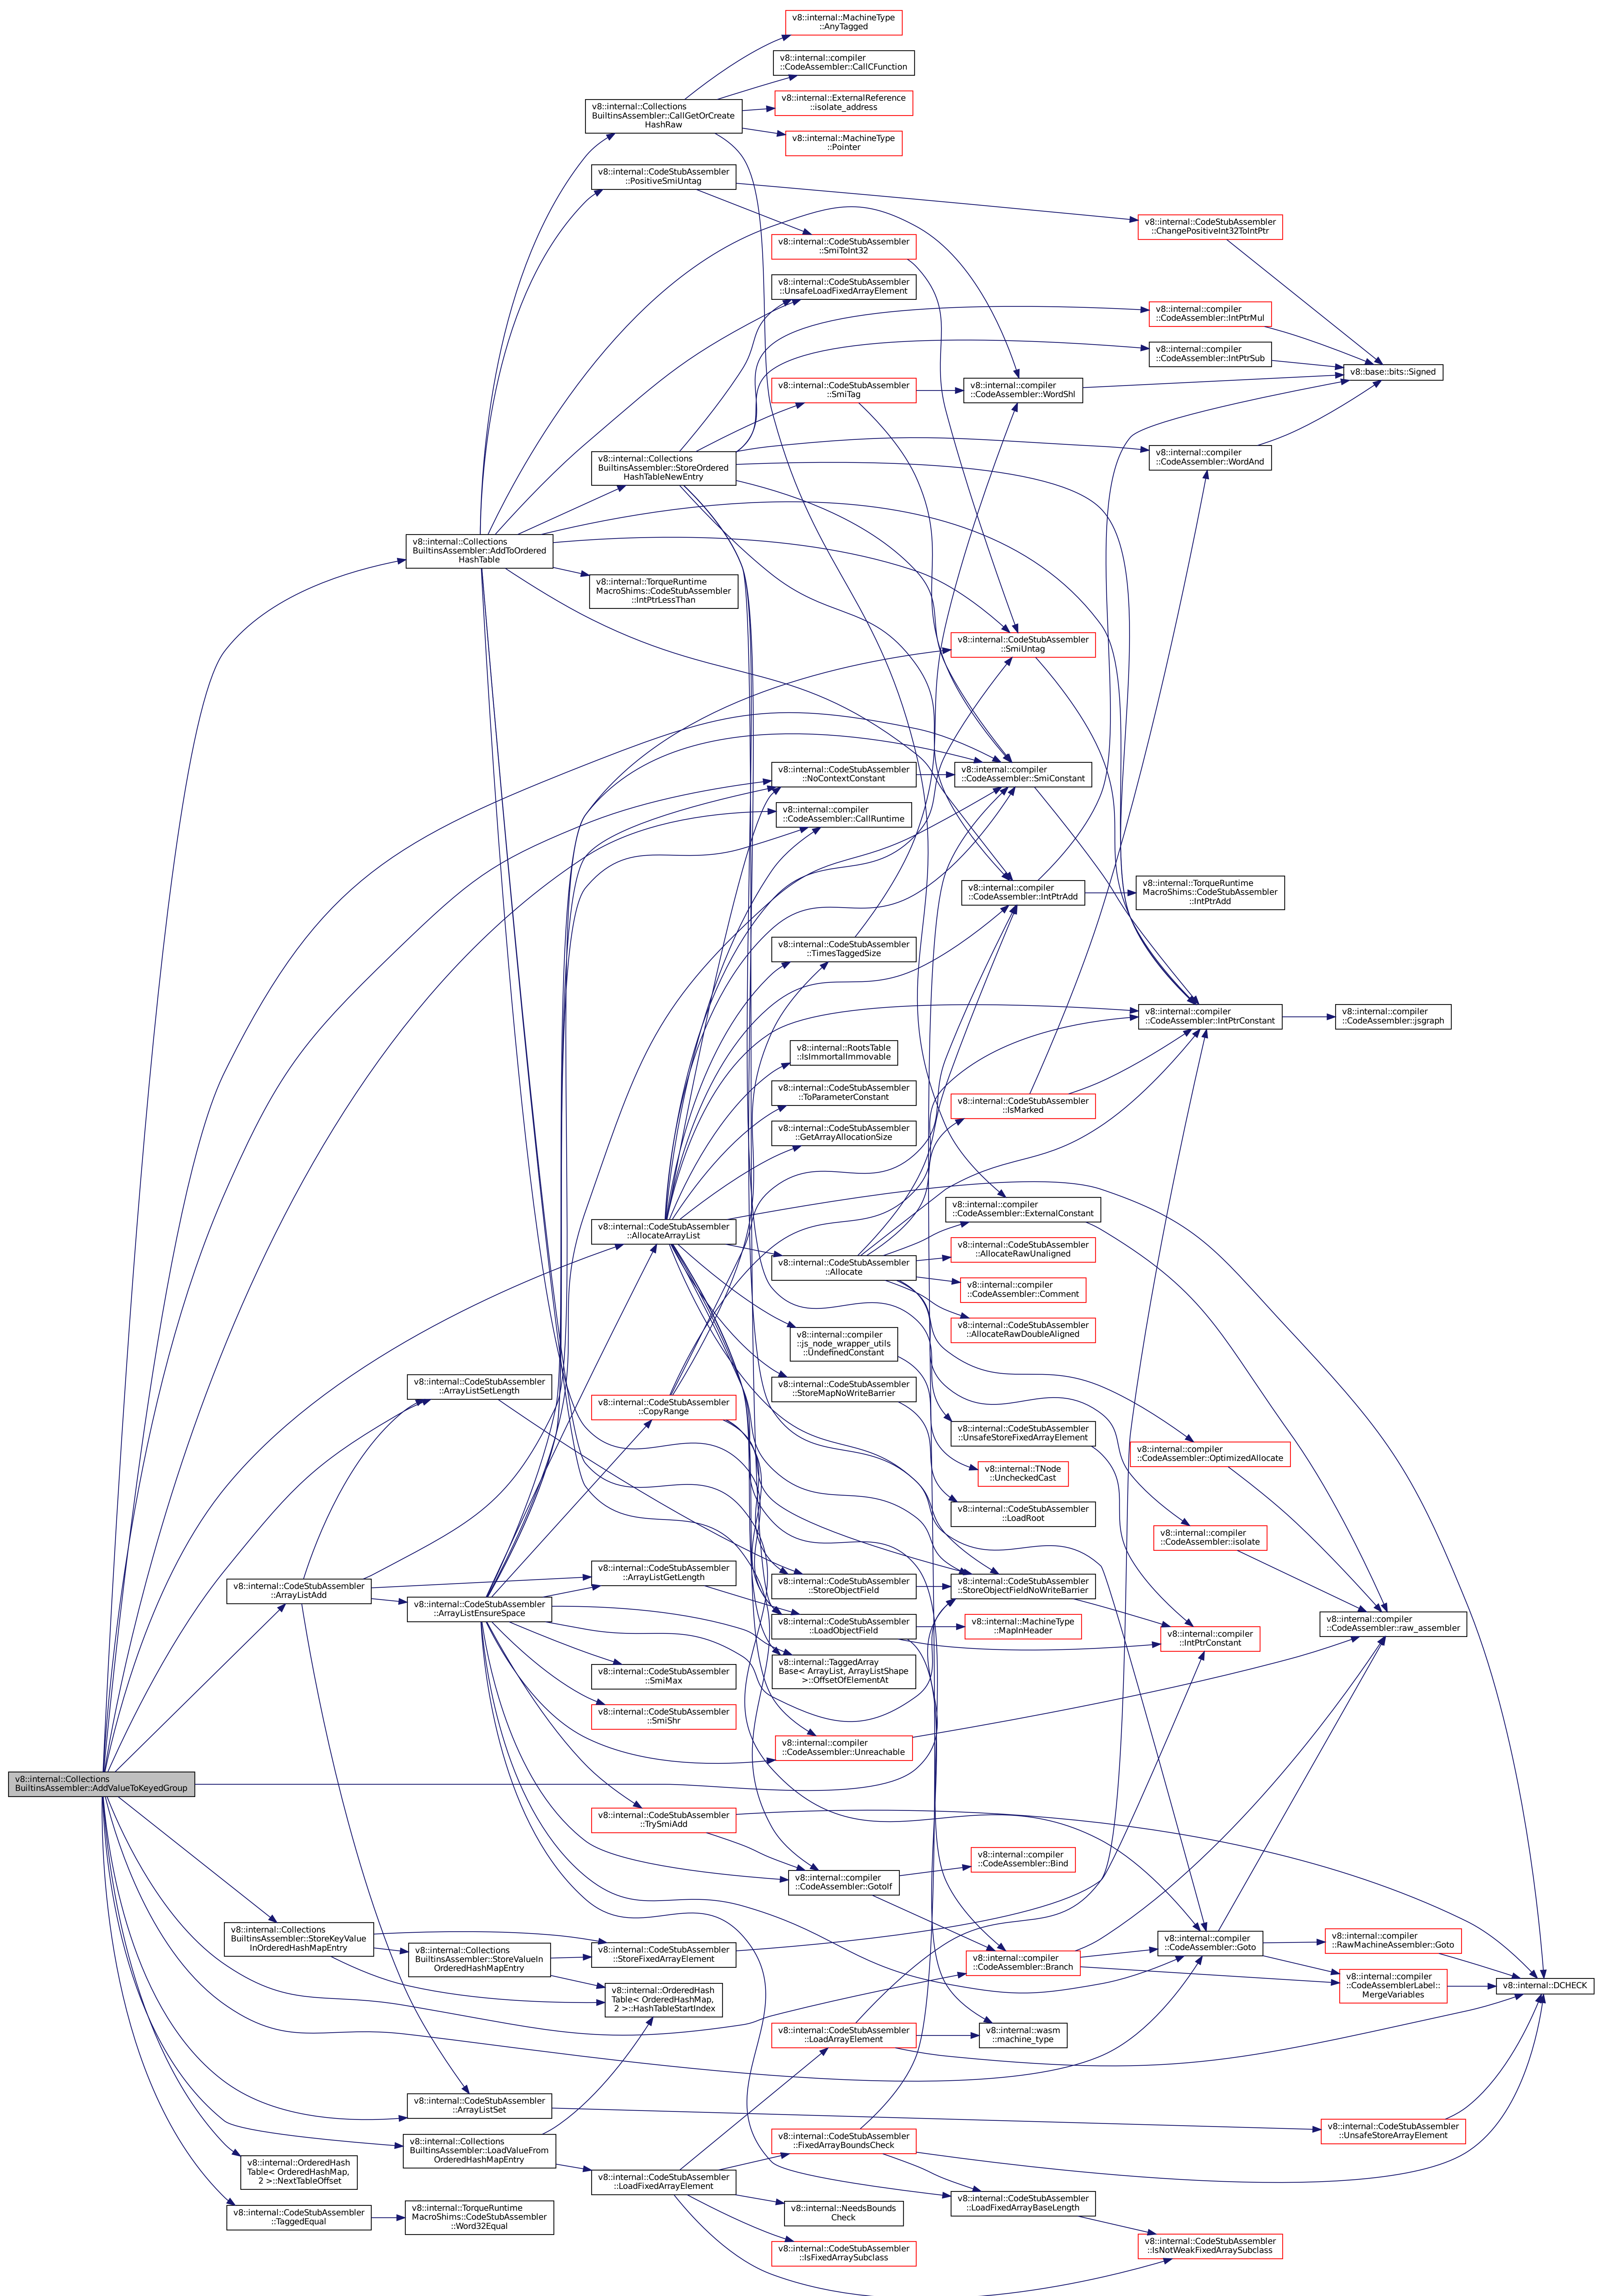 v8::internal::MachineType
::AnyTagged
v8::internal::compiler
::CodeAssembler::CallCFunction
v8::internal::Collections
BuiltinsAssembler::CallGetOrCreate
HashRaw
v8::internal::ExternalReference
::isolate_address
v8::internal::MachineType
::Pointer
v8::internal::CodeStubAssembler
::PositiveSmiUntag
v8::internal::CodeStubAssembler
::ChangePositiveInt32ToIntPtr
v8::internal::CodeStubAssembler
::SmiToInt32
v8::internal::CodeStubAssembler
::UnsafeLoadFixedArrayElement
v8::internal::compiler
::CodeAssembler::IntPtrMul
v8::internal::compiler
::CodeAssembler::IntPtrSub
v8::base::bits::Signed
v8::internal::CodeStubAssembler
::SmiTag
v8::internal::compiler
::CodeAssembler::WordShl
v8::internal::Collections
BuiltinsAssembler::StoreOrdered
HashTableNewEntry
v8::internal::compiler
::CodeAssembler::WordAnd
v8::internal::Collections
BuiltinsAssembler::AddToOrdered
HashTable
v8::internal::TorqueRuntime
MacroShims::CodeStubAssembler
::IntPtrLessThan
v8::internal::CodeStubAssembler
::SmiUntag
v8::internal::CodeStubAssembler
::NoContextConstant
v8::internal::compiler
::CodeAssembler::SmiConstant
v8::internal::compiler
::CodeAssembler::CallRuntime
v8::internal::compiler
::CodeAssembler::IntPtrAdd
v8::internal::TorqueRuntime
MacroShims::CodeStubAssembler
::IntPtrAdd
v8::internal::CodeStubAssembler
::TimesTaggedSize
v8::internal::compiler
::CodeAssembler::IntPtrConstant
v8::internal::compiler
::CodeAssembler::jsgraph
v8::internal::RootsTable
::IsImmortalImmovable
v8::internal::CodeStubAssembler
::ToParameterConstant
v8::internal::CodeStubAssembler
::IsMarked
v8::internal::CodeStubAssembler
::GetArrayAllocationSize
v8::internal::compiler
::CodeAssembler::ExternalConstant
v8::internal::CodeStubAssembler
::AllocateArrayList
v8::internal::CodeStubAssembler
::AllocateRawUnaligned
v8::internal::CodeStubAssembler
::Allocate
v8::internal::compiler
::CodeAssembler::Comment
v8::internal::CodeStubAssembler
::AllocateRawDoubleAligned
v8::internal::compiler
::js_node_wrapper_utils
::UndefinedConstant
v8::internal::CodeStubAssembler
::ArrayListSetLength
v8::internal::CodeStubAssembler
::StoreMapNoWriteBarrier
v8::internal::CodeStubAssembler
::CopyRange
v8::internal::CodeStubAssembler
::UnsafeStoreFixedArrayElement
v8::internal::compiler
::CodeAssembler::OptimizedAllocate
v8::internal::TNode
::UncheckedCast
v8::internal::CodeStubAssembler
::LoadRoot
v8::internal::compiler
::CodeAssembler::isolate
v8::internal::CodeStubAssembler
::ArrayListGetLength
v8::internal::CodeStubAssembler
::ArrayListAdd
v8::internal::CodeStubAssembler
::StoreObjectField
v8::internal::CodeStubAssembler
::StoreObjectFieldNoWriteBarrier
v8::internal::CodeStubAssembler
::ArrayListEnsureSpace
v8::internal::CodeStubAssembler
::LoadObjectField
v8::internal::MachineType
::MapInHeader
v8::internal::compiler
::IntPtrConstant
v8::internal::compiler
::CodeAssembler::raw_assembler
v8::internal::CodeStubAssembler
::SmiMax
v8::internal::TaggedArray
Base< ArrayList, ArrayListShape
>::OffsetOfElementAt
v8::internal::CodeStubAssembler
::SmiShr
v8::internal::compiler
::CodeAssembler::Unreachable
v8::internal::Collections
BuiltinsAssembler::AddValueToKeyedGroup
v8::internal::CodeStubAssembler
::TrySmiAdd
v8::internal::compiler
::CodeAssembler::GotoIf
v8::internal::compiler
::CodeAssembler::Bind
v8::internal::Collections
BuiltinsAssembler::StoreKeyValue
InOrderedHashMapEntry
v8::internal::Collections
BuiltinsAssembler::StoreValueIn
OrderedHashMapEntry
v8::internal::CodeStubAssembler
::StoreFixedArrayElement
v8::internal::compiler
::CodeAssembler::Branch
v8::internal::compiler
::CodeAssembler::Goto
v8::internal::compiler
::RawMachineAssembler::Goto
v8::internal::compiler
::CodeAssemblerLabel::
MergeVariables
v8::internal::DCHECK
v8::internal::OrderedHash
Table< OrderedHashMap,
2 >::HashTableStartIndex
v8::internal::CodeStubAssembler
::LoadArrayElement
v8::internal::wasm
::machine_type
v8::internal::CodeStubAssembler
::ArrayListSet
v8::internal::CodeStubAssembler
::UnsafeStoreArrayElement
v8::internal::Collections
BuiltinsAssembler::LoadValueFrom
OrderedHashMapEntry
v8::internal::CodeStubAssembler
::FixedArrayBoundsCheck
v8::internal::OrderedHash
Table< OrderedHashMap,
2 >::NextTableOffset
v8::internal::CodeStubAssembler
::LoadFixedArrayElement
v8::internal::CodeStubAssembler
::LoadFixedArrayBaseLength
v8::internal::NeedsBounds
Check
v8::internal::CodeStubAssembler
::TaggedEqual
v8::internal::TorqueRuntime
MacroShims::CodeStubAssembler
::Word32Equal
v8::internal::CodeStubAssembler
::IsFixedArraySubclass
v8::internal::CodeStubAssembler
::IsNotWeakFixedArraySubclass